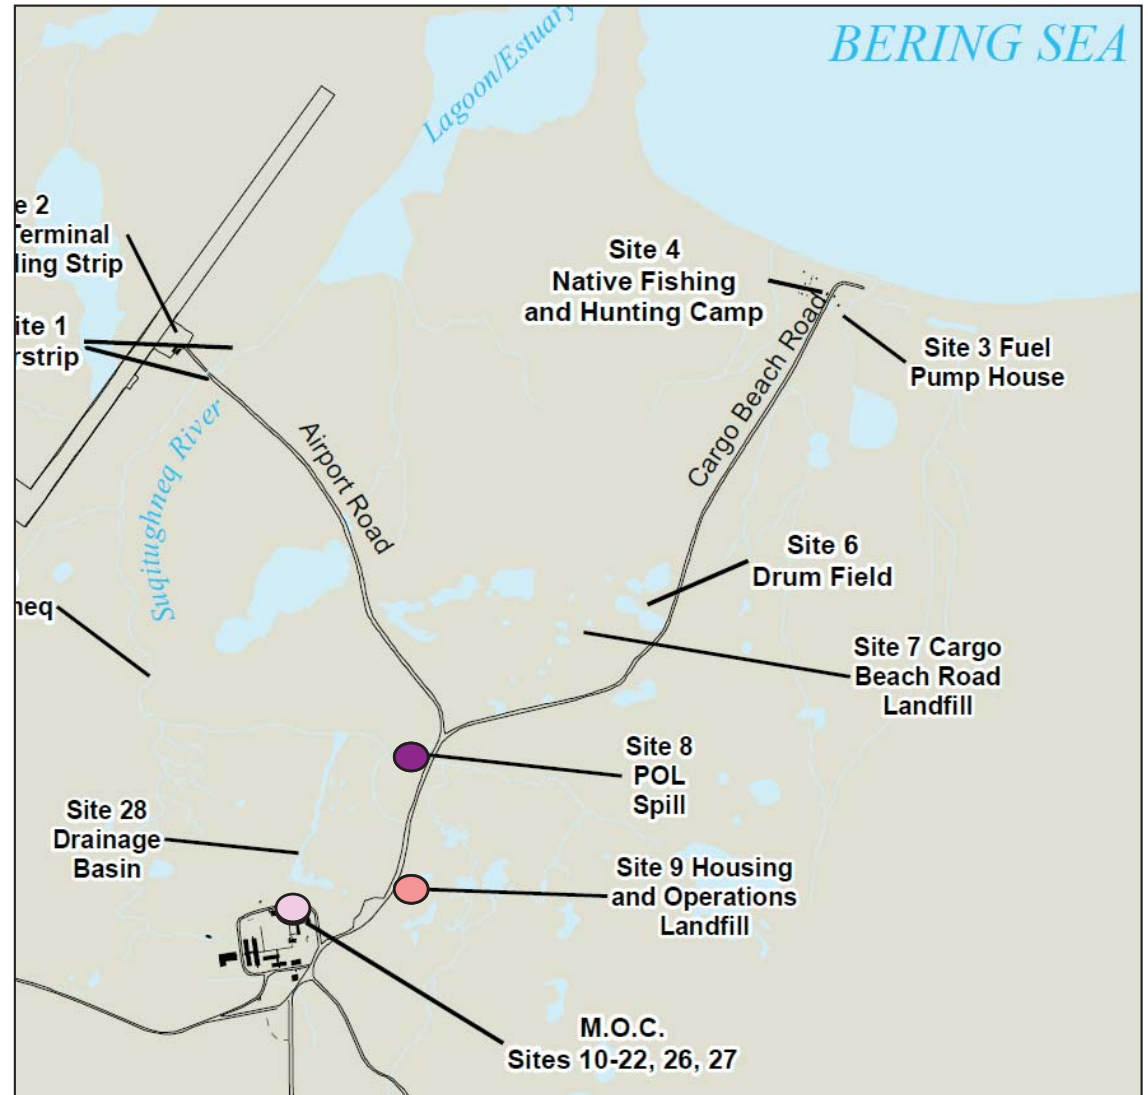 BERING SEA
Lagoon/Estuary
e 2
Terminal
ling Strip
Site 4
Native Fishing
and Hunting Camp
ite 1
rstrip
Site 3 Fuel
Pump House
Cargo Beach Road
Airport Road
Suqitughneq River
Site 6
Drum Field
neq
Site 7 Cargo
Beach Road
Landfill
Site 8
POL
Spill
Site 28
Drainage
Basin
Site 9 Housing
and Operations
Landfill
M.O.C.
Sites 10-22, 26, 27